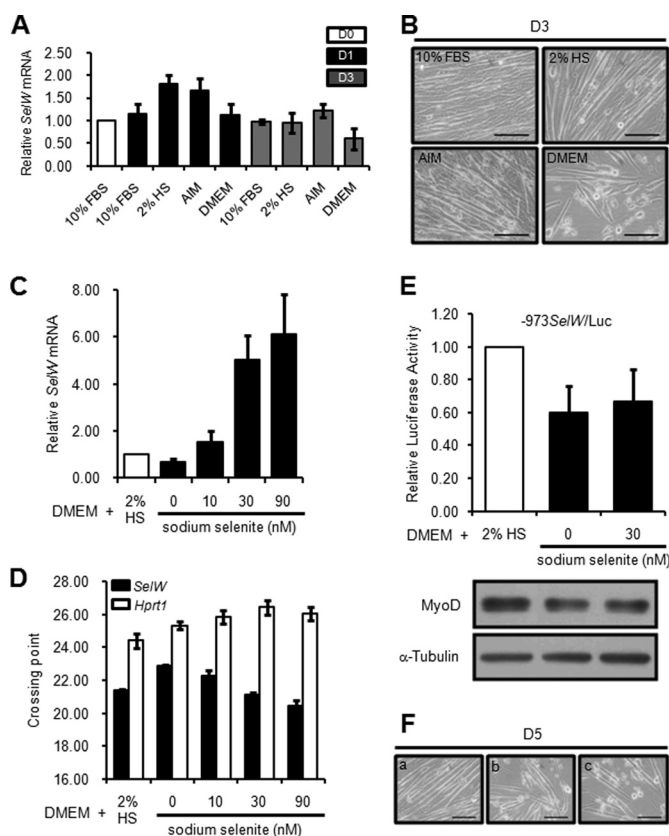 A
D0
D1
D3
Relative SelW mRNA
2.50
2.00
1.50
1.00
0.50
0.00
10% FBS
10% FBS
2% HS
AIM
DMEM
10% FBS
2% HS
AIM
DMEM
B
D3
10% FBS
2% HS
AIM
DMEM
C
Relative SelW mRNA
8.00
6.00
4.00
2.00
0.00
DMEM + 2% HS 0 10 30 90
sodium selenite (nM)
D
SelW
Hprt1
Crossing point
28.00
26.00
24.00
22.00
20.00
18.00
16.00
DMEM + 2% HS 0 10 30 90
sodium selenite (nM)
E
-973SelW/Luc
Relative Luciferase Activity
1.20
1.00
0.80
0.60
0.40
0.20
0.00
DMEM + 2% HS 0 30
sodium selenite (nM)
MyoD
α-Tubulin
F
D5
a
b
c